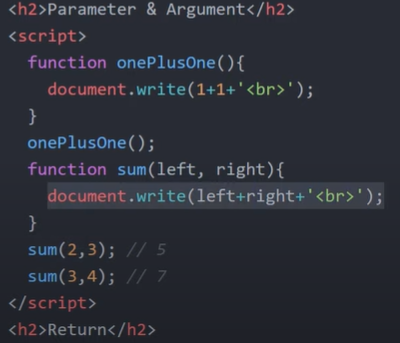 <h2>Parameter & Argument</h2>
<script>
function onePlusOne(){
document.write(1+1+'<br>');
}
onePlusOne();
function sum(left, right){
document.write(left+right+'<br>');
}
sum(2,3); // 5
sum(3,4); // 7
</script>
<h2>Return</h2>